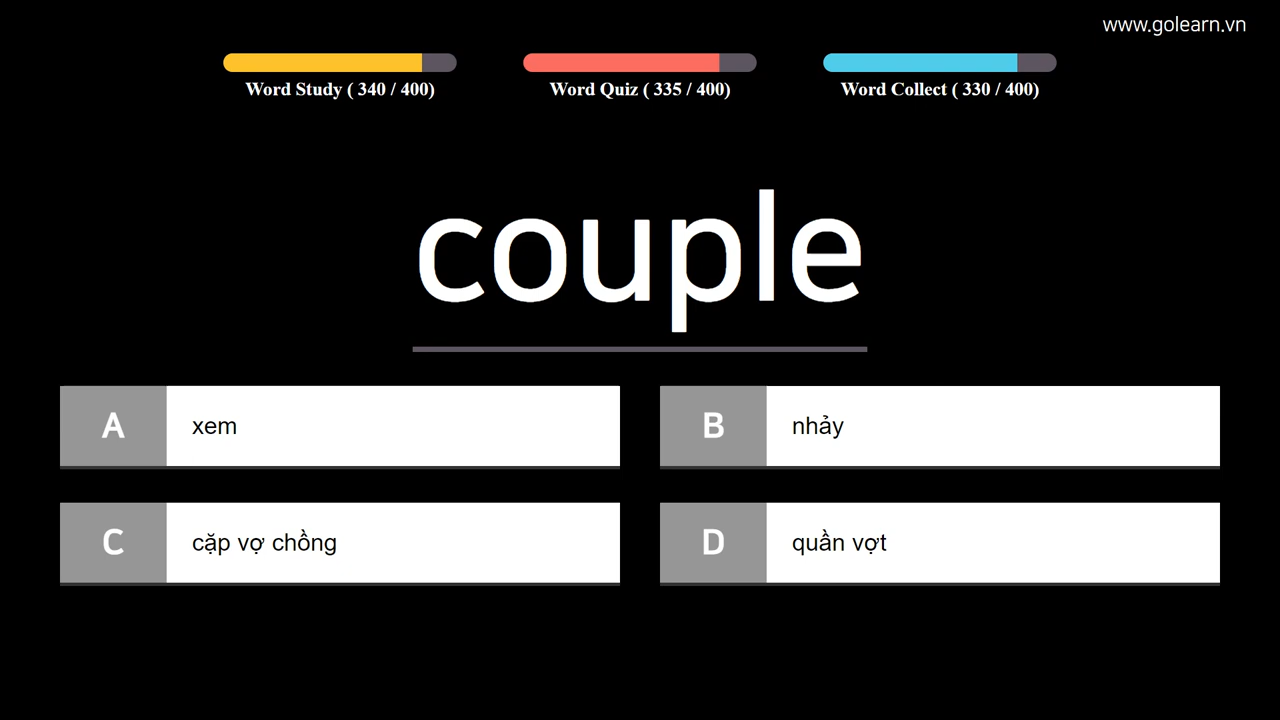 www.golearn.vn
Word Study ( 340 / 400)
Word Quiz ( 335 / 400)
Word Collect ( 330 / 400)
couple
A xem
B nhảy
C cặp vợ chồng
D quần vợt